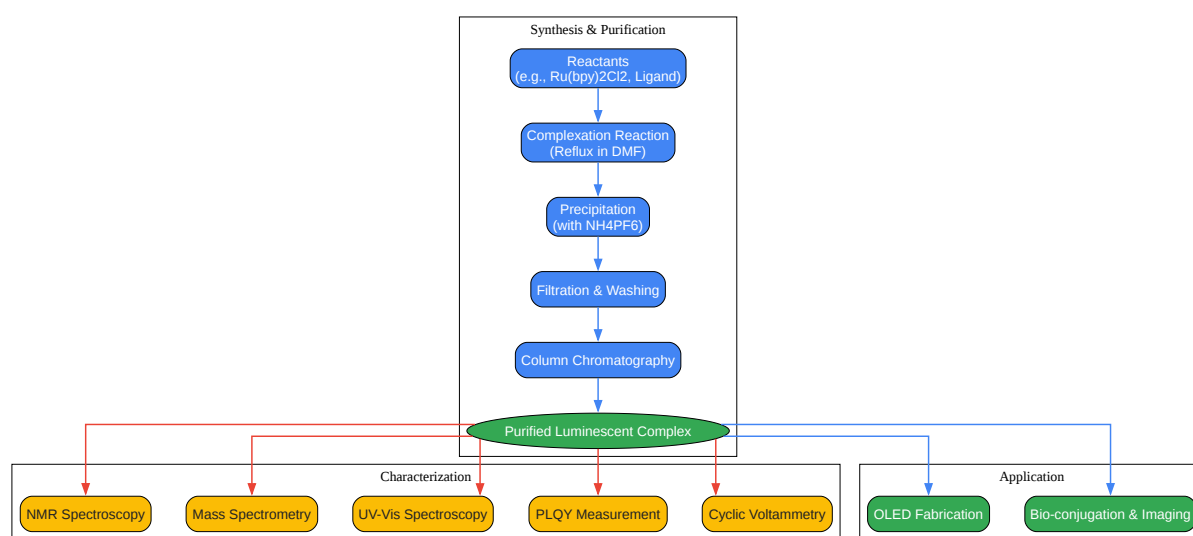 Synthesis & Purification
Reactants
(e.g., Ru(bpy)2Cl2, Ligand)
Complexation Reaction
(Reflux in DMF)
Precipitation
(with NH4PF6)
Filtration & Washing
Column Chromatography
Purified Luminescent Complex
Characterization
NMR Spectroscopy
Mass Spectrometry
UV-Vis Spectroscopy
PLQY Measurement
Cyclic Voltammetry
Application
OLED Fabrication
Bio-conjugation & Imaging